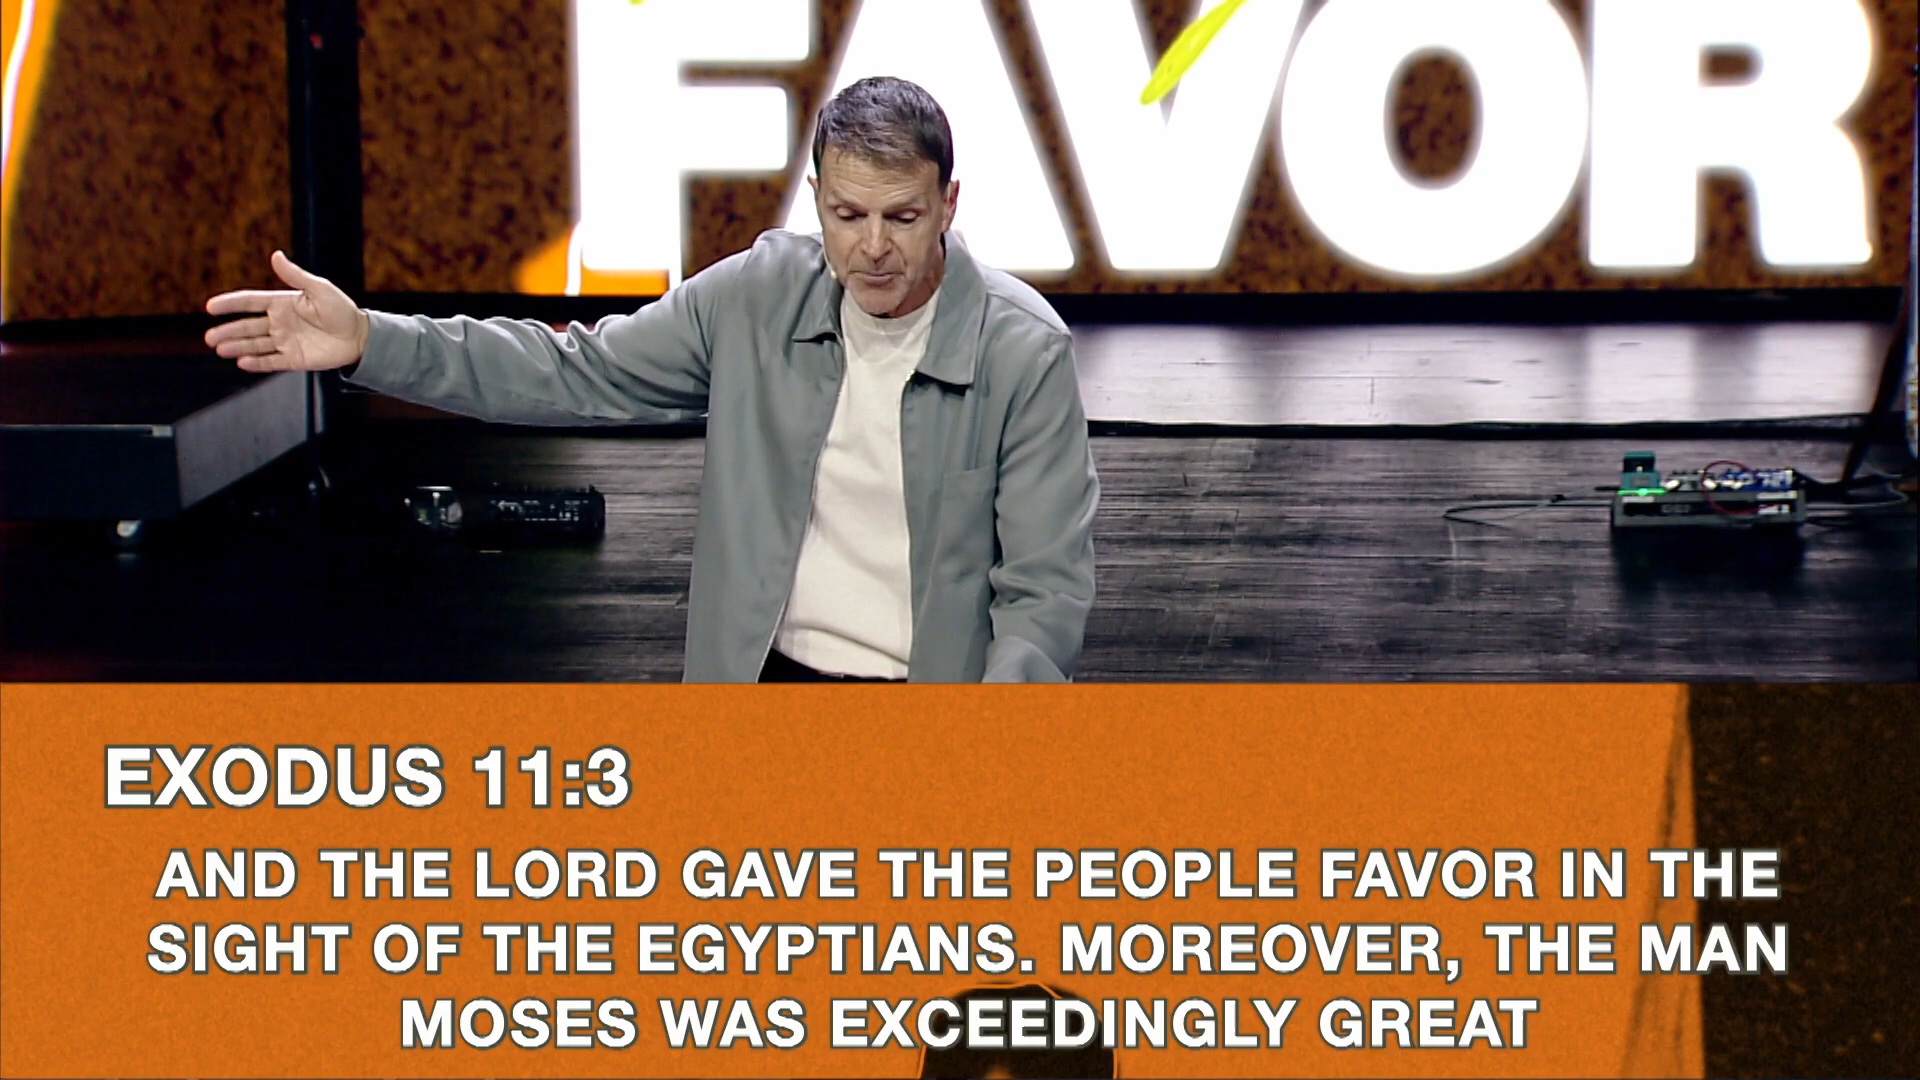 FAVOR
EXODUS 11:3
AND THE LORD GAVE THE PEOPLE FAVOR IN THE
SIGHT OF THE EGYPTIANS. MOREOVER, THE MAN
MOSES WAS EXCEEDINGLY GREAT